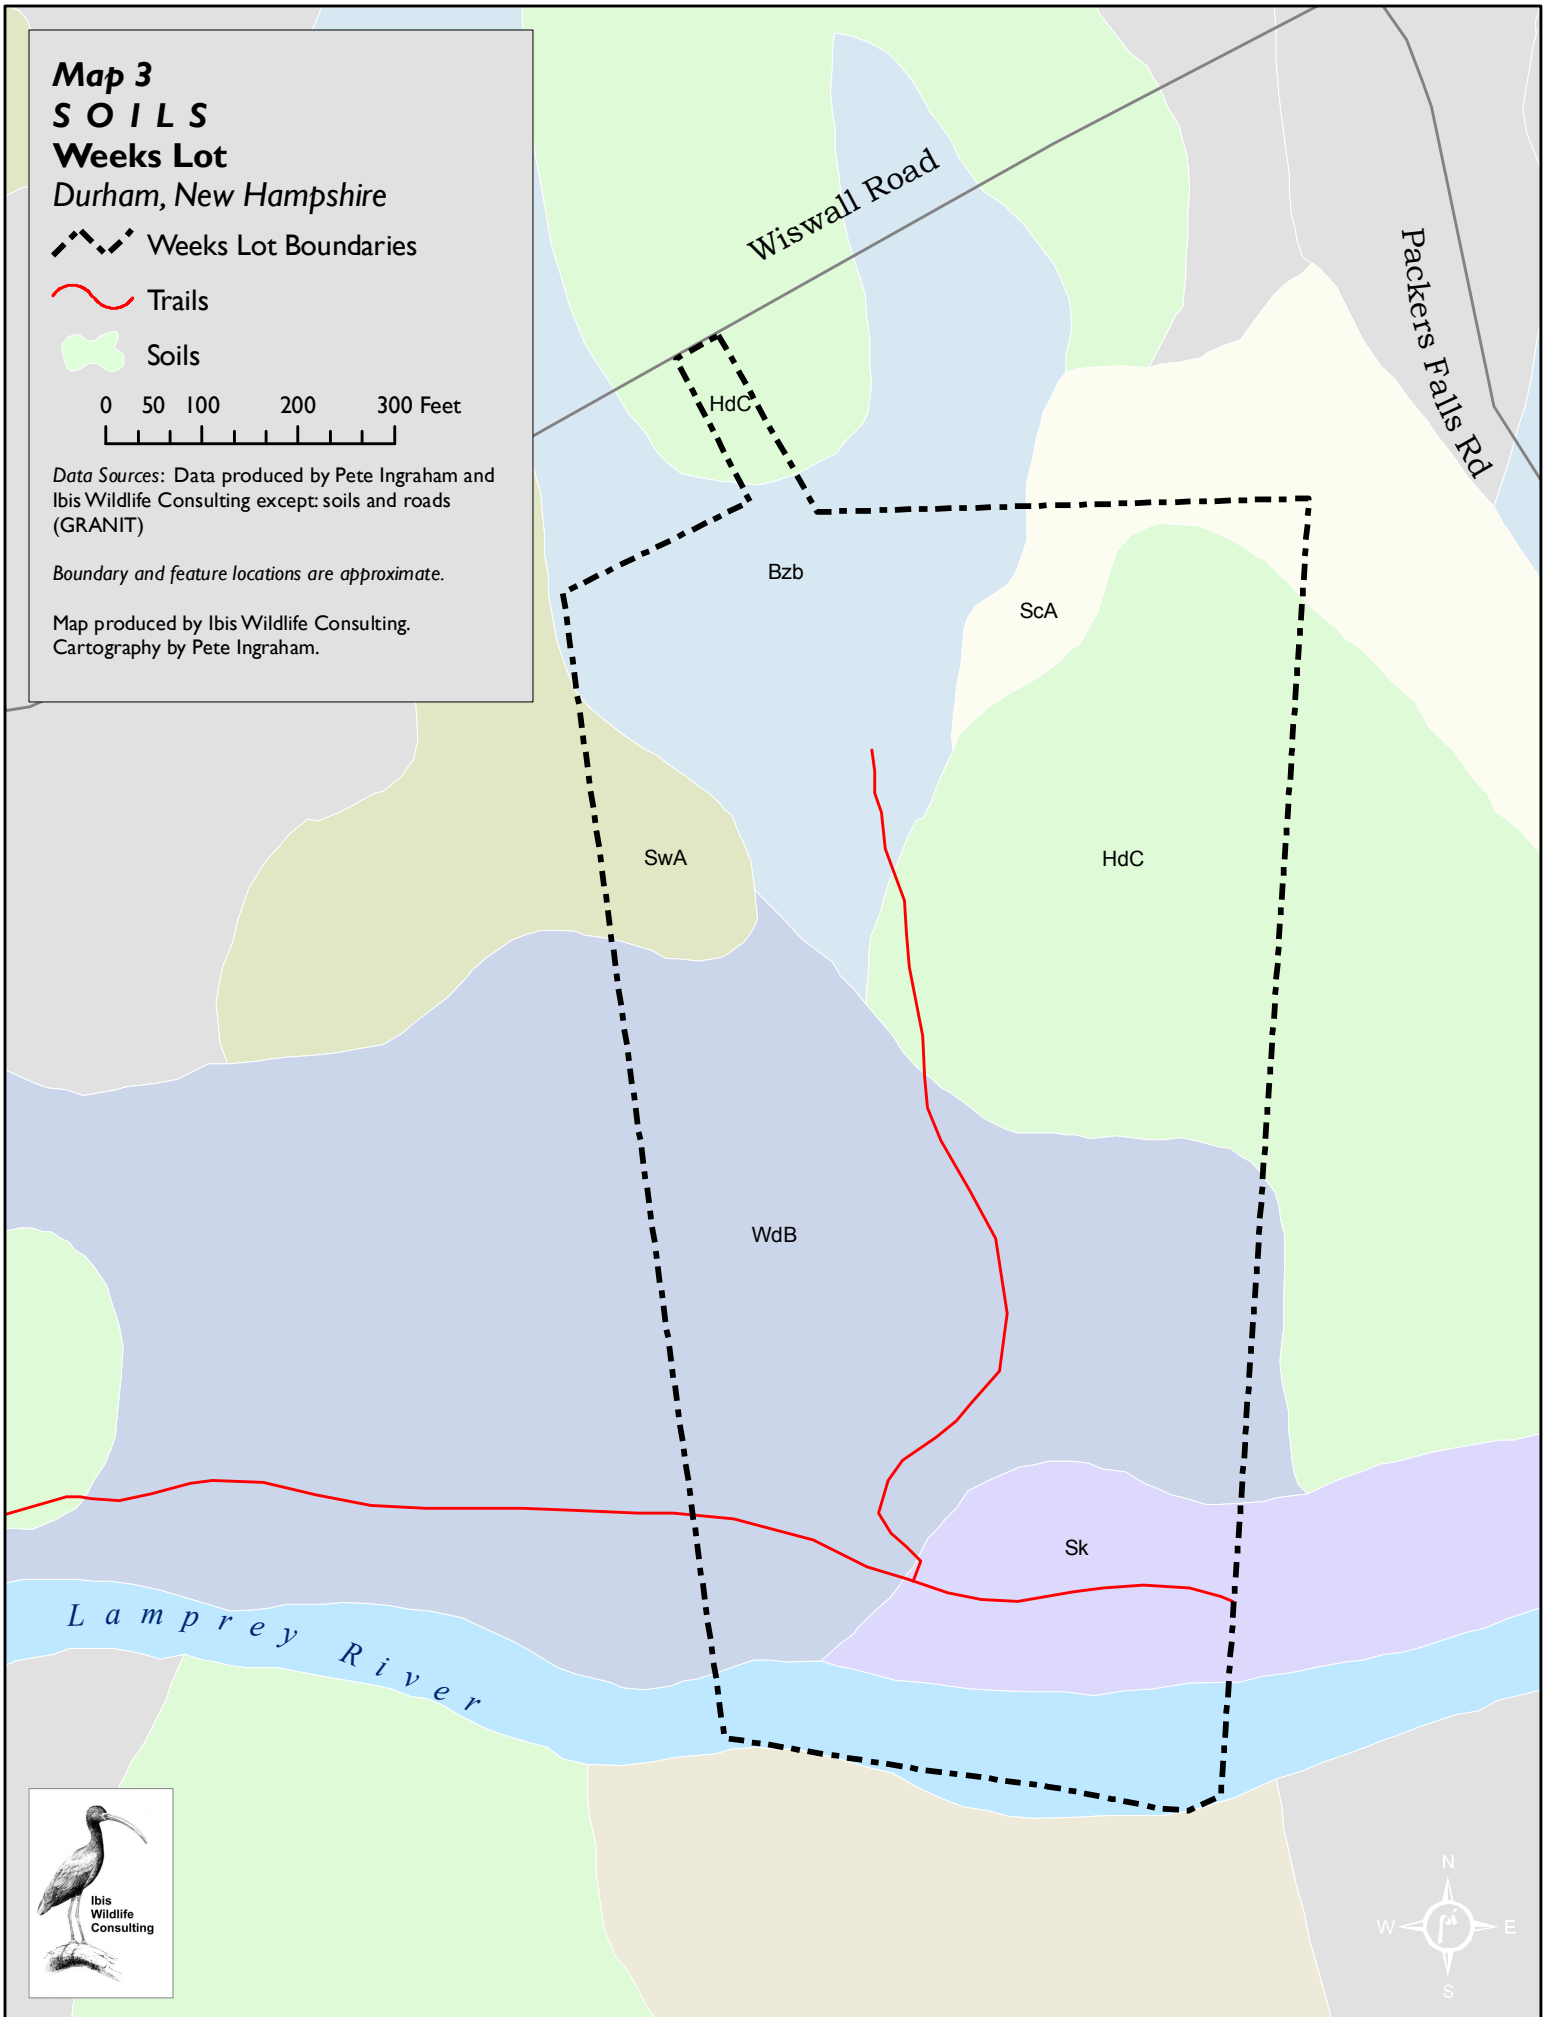 Map 3
S O I L S
Weeks Lot
Durham, New Hampshire
Weeks Lot Boundaries
Trails
Soils
0 50 100 200 300 Feet
Data Sources: Data produced by Pete Ingraham and
Ibis Wildlife Consulting except: soils and roads
(GRANIT)
Boundary and feature locations are approximate.
Map produced by Ibis Wildlife Consulting.
Cartography by Pete Ingraham.
Wiswall Road
Packers Falls Rd
HdC
Bzb
ScA
SwA
HdC
WdB
Sk
Lamprey River
Ibis
Wildlife
Consulting
N
W E
S